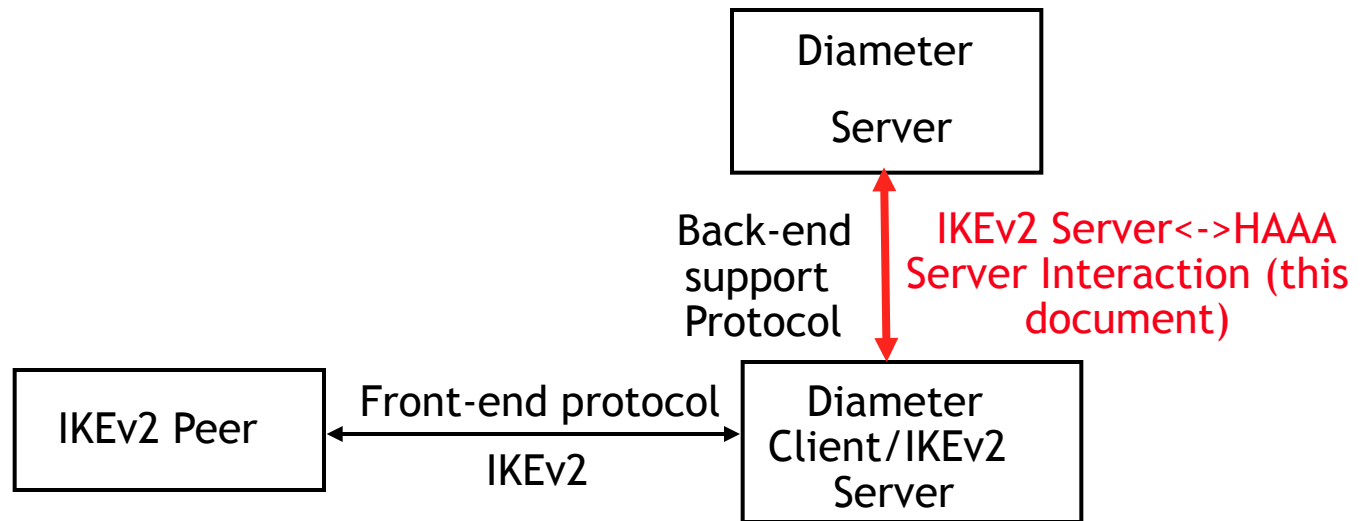 Diameter
Server
Back-end
support
Protocol
IKEv2 Server<->HAAA
Server Interaction (this
document)
IKEv2 Peer
Front-end protocol
IKEv2
Diameter
Client/IKEv2
Server